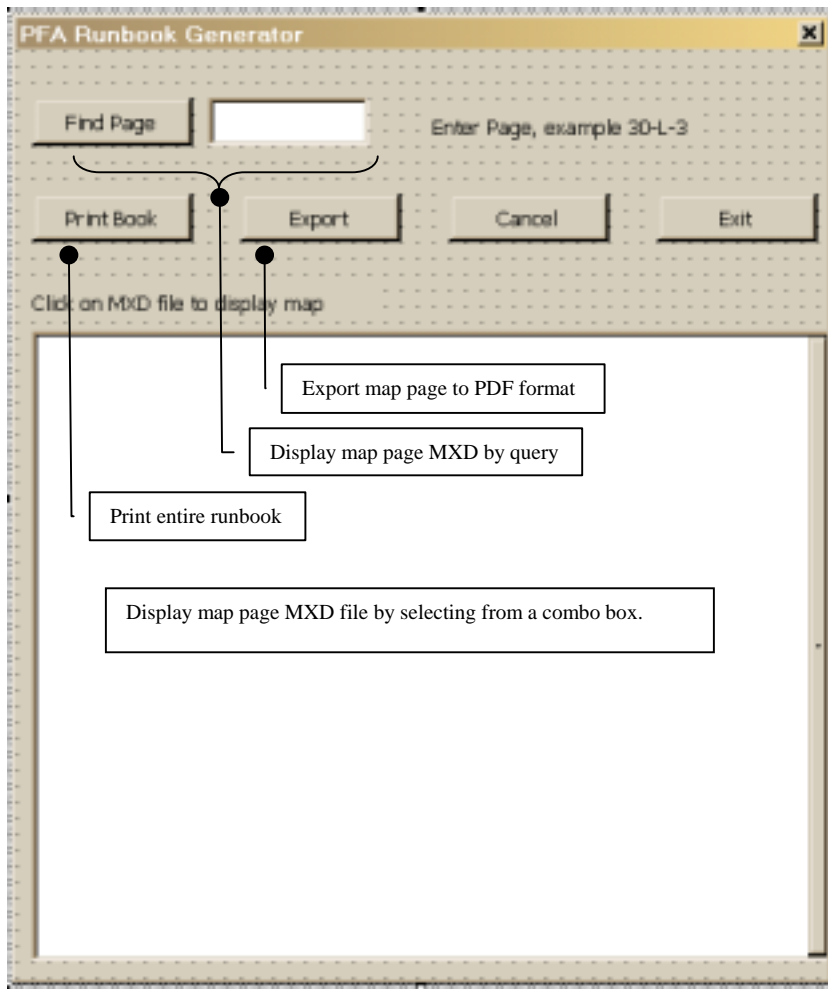 PFA Runbook Generator
Find Page
Enter Page, example 30-L-3
Print Book
Export
Cancel
Exit
Click on MXD file to display map
Export map page to PDF format
Display map page MXD by query
Print entire runbook
Display map page MXD file by selecting from a combo box.